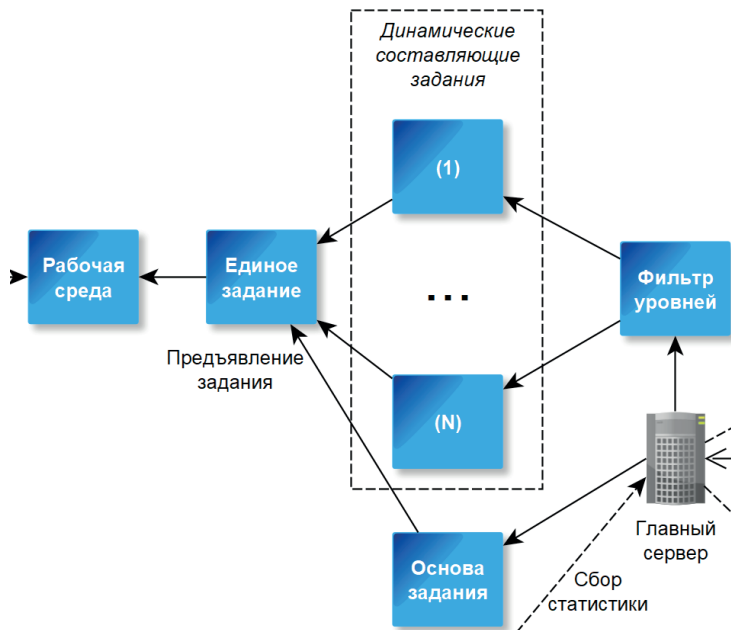 Динамические
составляющие
задания
(1)
Рабочая
среда
Единое
задание
...
Фильтр
уровней
Предъявление
задания
(N)
Главный
сервер
Основа
задания
Сбор
статистики